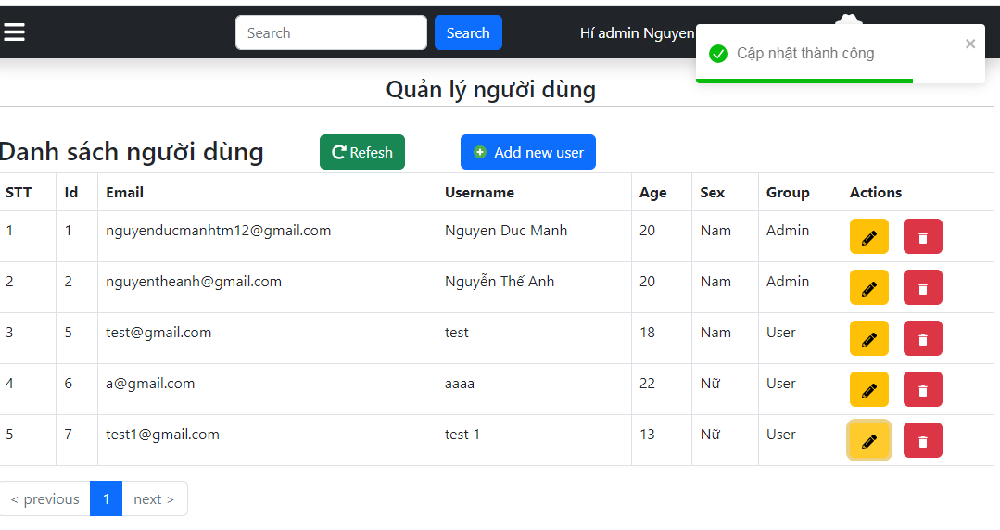 Search Search Hí admin Nguyen
Cập nhật thành công
Quản lý người dùng
Danh sách người dùng Refesh Add new user
STT Id Email Username Age Sex Group Actions
1 1 nguyenducmanhtm12@gmail.com Nguyen Duc Manh 20 Nam Admin
2 2 nguyentheanh@gmail.com Nguyễn Thế Anh 20 Nam Admin
3 5 test@gmail.com test 18 Nam User
4 6 a@gmail.com aaaa 22 Nữ User
5 7 test1@gmail.com test 1 13 Nữ User
< previous 1 next >